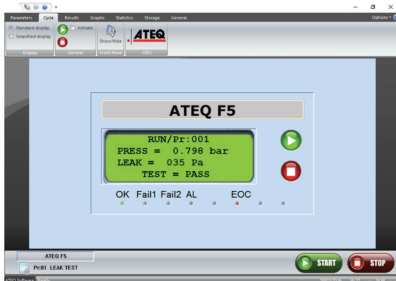 Parameters Cycle Results Graphs Statistics Storage General Options
Standard display Activate
Simplified display Show/Hide ATEQ
Display General Front Panel ATEQ
ATEQ F5
RUN/Pr:001
PRESS = 0.798 bar
LEAK = 035 Pa
TEST = PASS
OK Fail1 Fail2 AL EOC
ATEQ F5
Pr:01 LEAK TEST
START STOP